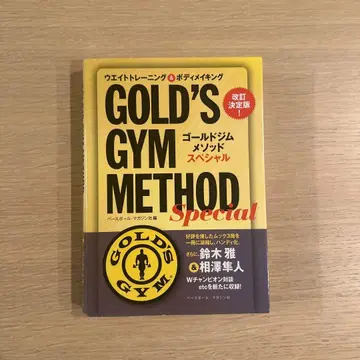 ウエイトトレーニング&ボディメイキング
改訂
決定版!
GOLD'S
GYM
ゴールドジム
メソッド
スペシャル
METHOD
Special
ベースボール・マガジン社 編
好評を博したムック3冊を
一冊に凝縮し、ハンディ化。
さらに、鈴木 雅
&相澤隼人
Wチャンピオン対談
etcを新たに収録!
GOLD'S
GYM
ベースボール・マガジン社